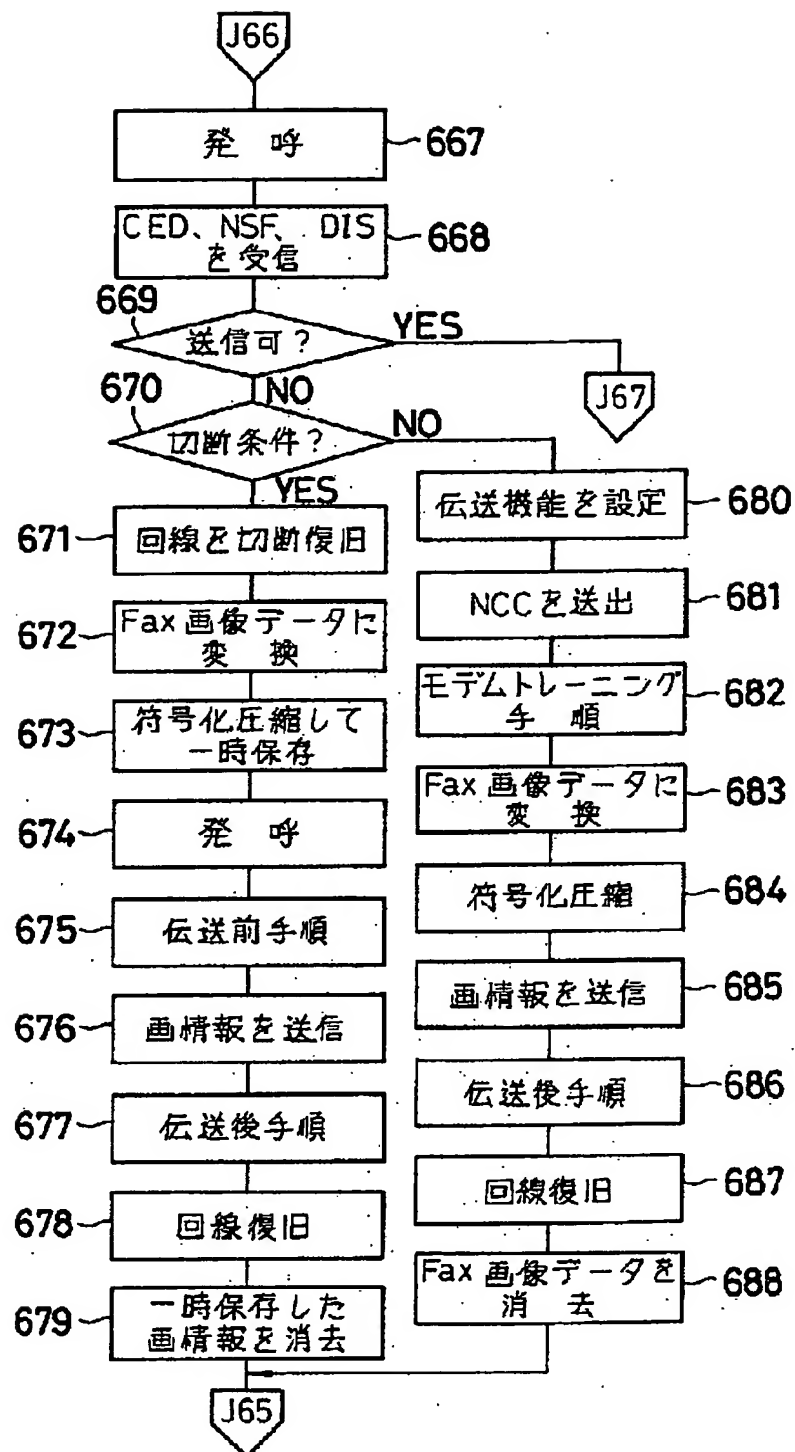 J66
発呼
667
CED、NSF、DIS
を受信
668
669
送信可?
YES
J67
NO
670
切断条件?
NO
YES
671
回線を切断復旧
672
Fax画像データに
変換
673
符号化圧縮して
一時保存
674
発呼
675
伝送前手順
676
画情報を送信
677
伝送後手順
678
回線復旧
679
一時保存した
画情報を消去
伝送機能を設定
680
NCCを送出
681
モデムトレーニング
手順
682
Fax画像データに
変換
683
符号化圧縮
684
画情報を送信
685
伝送後手順
686
回線復旧
687
Fax画像データを
消去
688
J65